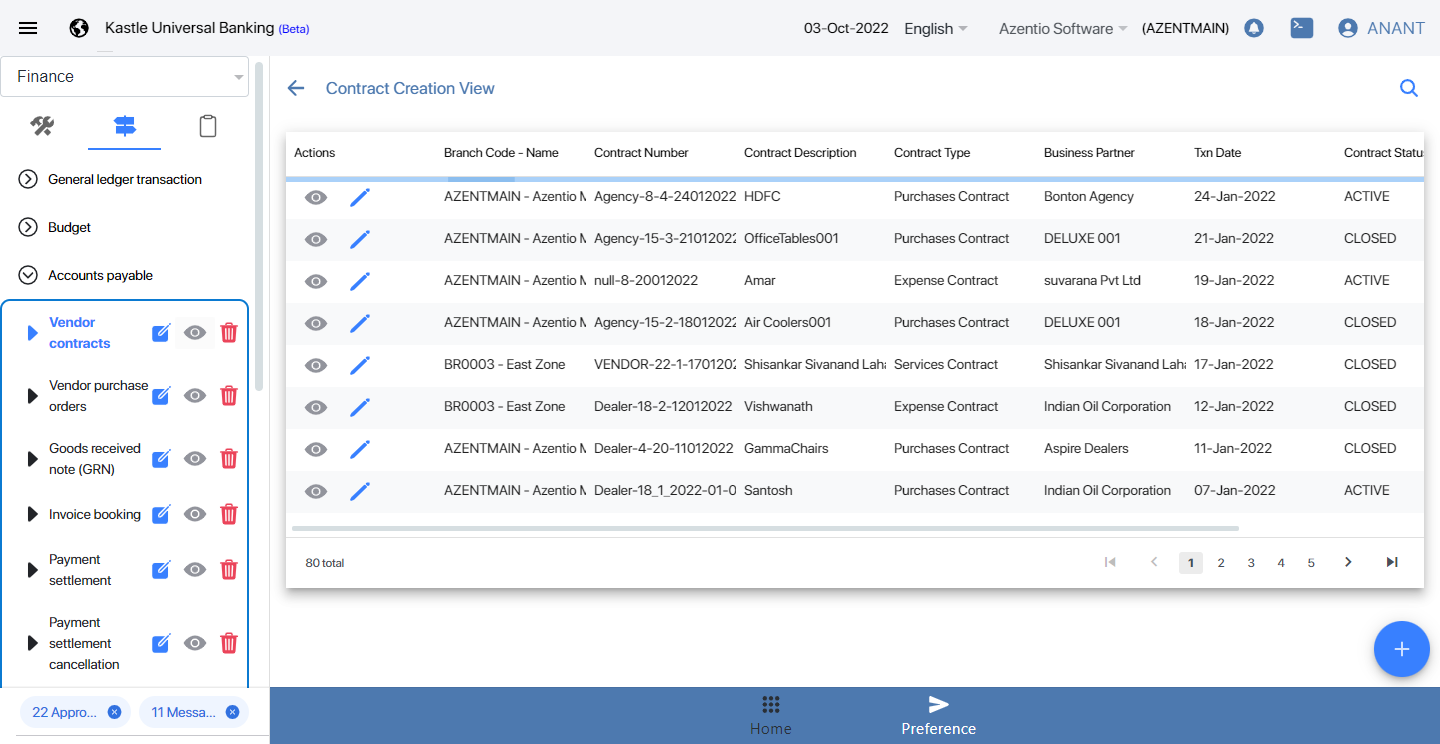 Kastle Universal Banking (Beta)
03-Oct-2022 English Azentio Software (AZENTMAIN) ANANT
Finance
General ledger transaction
Budget
Accounts payable
Vendor
contracts
Vendor purchase
orders
Goods received
note (GRN)
Invoice booking
Payment
settlement
Payment
settlement
cancellation
22 Appro...
11 Messa...
Contract Creation View
Actions Branch Code - Name Contract Number Contract Description Contract Type Business Partner Txn Date Contract Statu
AZENTMAIN - Azentio M Agency-8-4-24012022 HDFC Purchases Contract Bonton Agency 24-Jan-2022 ACTIVE
AZENTMAIN - Azentio M Agency-15-3-21012022 OfficeTables001 Purchases Contract DELUXE 001 21-Jan-2022 CLOSED
AZENTMAIN - Azentio M null-8-20012022 Amar Expense Contract suvarana Pvt Ltd 19-Jan-2022 ACTIVE
AZENTMAIN - Azentio M Agency-15-2-18012022 Air Coolers001 Purchases Contract DELUXE 001 18-Jan-2022 CLOSED
BR0003 - East Zone VENDOR-22-1-1701202 Shisankar Sivanand Laha Services Contract Shisankar Sivanand Laha 17-Jan-2022 CLOSED
BR0003 - East Zone Dealer-18-2-12012022 Vishwanath Expense Contract Indian Oil Corporation 12-Jan-2022 CLOSED
AZENTMAIN - Azentio M Dealer-4-20-11012022 GammaChairs Purchases Contract Aspire Dealers 11-Jan-2022 CLOSED
AZENTMAIN - Azentio M Dealer-18_1_2022-01-0 Santosh Purchases Contract Indian Oil Corporation 07-Jan-2022 ACTIVE
80 total
1 2 3 4 5
Home
Preference